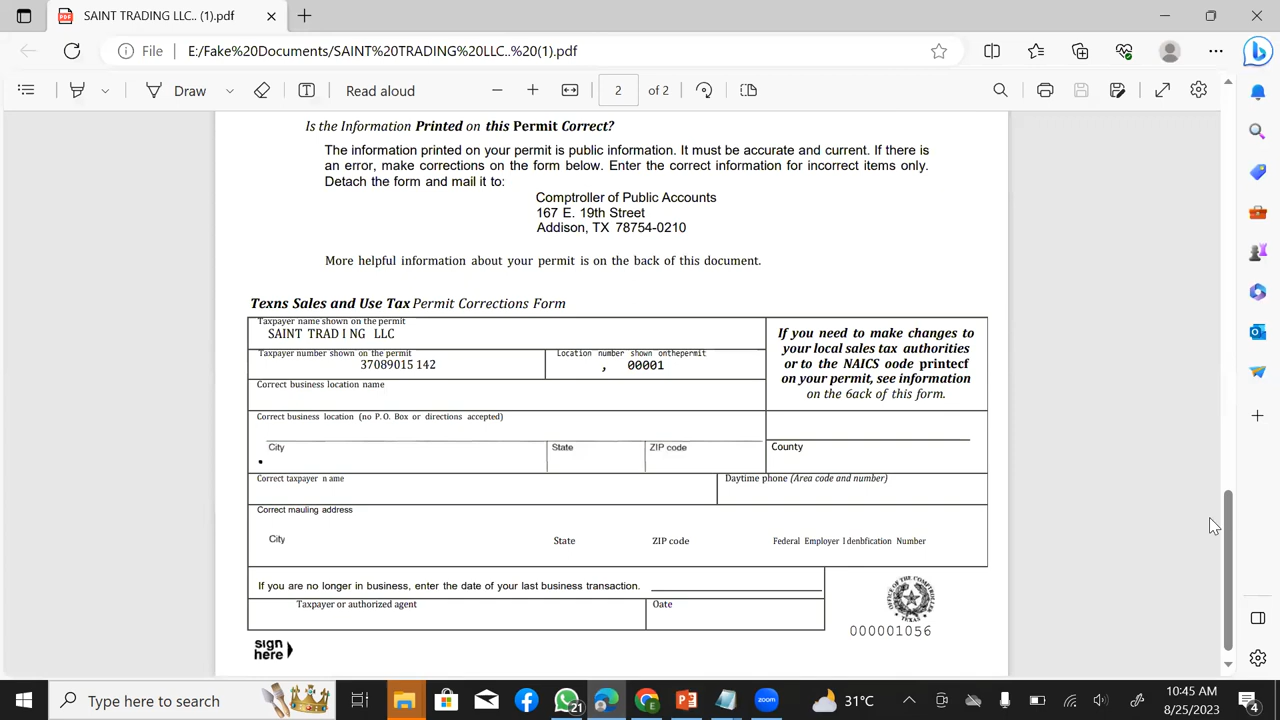 SAINT TRADING LLC.. (1).pdf
File E:/Fake%20Documents/SAINT%20TRADING%20LLC..%20(1).pdf
Draw Read aloud 2 of 2
Is the Information Printed on this Permit Correct?
The information printed on your permit is public information. It must be accurate and current. If there is
an error, make corrections on the form below. Enter the correct information for incorrect items only.
Detach the form and mail it to:
Comptroller of Public Accounts
167 E. 19th Street
Addison, TX 78754-0210
More helpful information about your permit is on the back of this document.
Texns Sales and Use Tax Permit Corrections Form
Taxpayer name shown on the permit
SAINT TRAD I NG LLC
Taxpayer number shown on the permit
37089015 142
Location number shown onthepermit
, 00001
If you need to make changes to
your local sales tax authorities
or to the NAICS oode printecf
on your permit, see information
on the 6ack of this form.
Correct business location name
Correct business location (no P. O. Box or directions accepted)
City State ZIP code County
Correct taxpayer n ame
Daytime phone (Area code and number)
Correct mauling address
City State ZIP code Federal Employer I denbfication Number
If you are no longer in business, enter the date of your last business transaction.
Taxpayer or authorized agent
Oate
OFFICE OF THE COMPTROLLER
TEXAS
000001056
sign
here
Type here to search
21
31°C
10:45 AM
8/25/2023
4